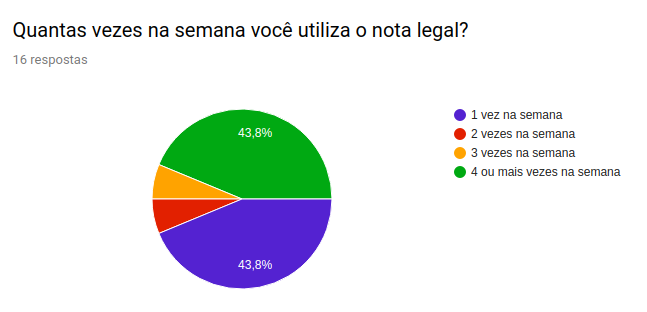 Quantas vezes na semana você utiliza o nota legal?
16 respostas
43,8%
43,8%
1 vez na semana
2 vezes na semana
3 vezes na semana
4 ou mais vezes na semana